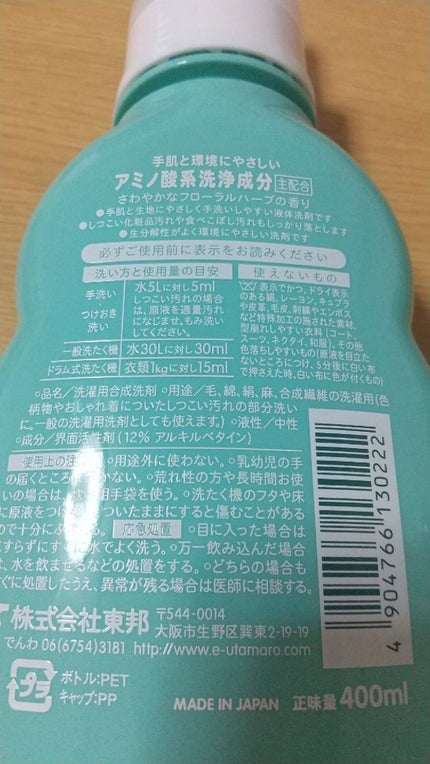 手肌と環境にやさしい
アミノ酸系洗浄成分 主配合
さわやかなフローラルハーブの香り
●手肌と生地にやさしく手洗いしやすい液体洗剤です
●しつこい化粧品汚れや食べこぼし汚れもしっかり落とします
●生分解性がよく環境にやさしい洗剤です
必ずご使用前に表示をお読みください
洗い方と使用量の目安
手洗い
つけおき
洗い
水5Lに対し5ml
しつこい汚れの場合
は、原液を適量汚れ
になじませ、もみ洗い
してください。
一般洗たく機 水30Lに対し30ml
ドラム式洗たく機 衣類1kgに対し15ml
使えないもの
表示でかつ、ドライ表示
のある絹、レーヨン、キュプラ
や皮革、毛皮、刺繍やエンボス
など特殊加工の施された素材、
型崩れしやすい衣料(コート、
スーツ、ネクタイ、和服)、その他
色落ちしやすいもの(原液を目立た
ないところにつけ、5分後に白い布
で押さえた時、白い布に色が付くもの)
○品名/洗濯用合成洗剤 ○用途/毛、綿、絹、麻、合成繊維の洗濯用(色
柄物やおしゃれ着についたしつこい汚れの部分洗い
に。一般の洗濯用洗剤としても使えます。) ○液性/中性
○成分/界面活性剤(12% アルキルベタイン)
使用上の注 ○用途外に使わない。○乳幼児の手
の届くところ かない。○荒れ性の方や長時間お使
いの場合は、炊 用手袋を使う。○洗たく機のフタや床
に原液をつけ ついたままにすると傷むことがある
ので十分にふ る。 応急処置 ○目に入った場合は
すらずにす に水でよく洗う。○万一飲み込んだ場合
は、水を飲ませるなどの処置をする。○どちらの場合も
ぐに処置したうえ、異常が残る場合は医師に相談する。
株式会社東邦 〒544-0014
大阪市生野区巽東2-19-19
でんわ 06(6754)3181 http://www.e-utamaro.com
プラ
ボトル:PET
キャップ:PP
MADE IN JAPAN 正味量 400ml
4 904766 130222